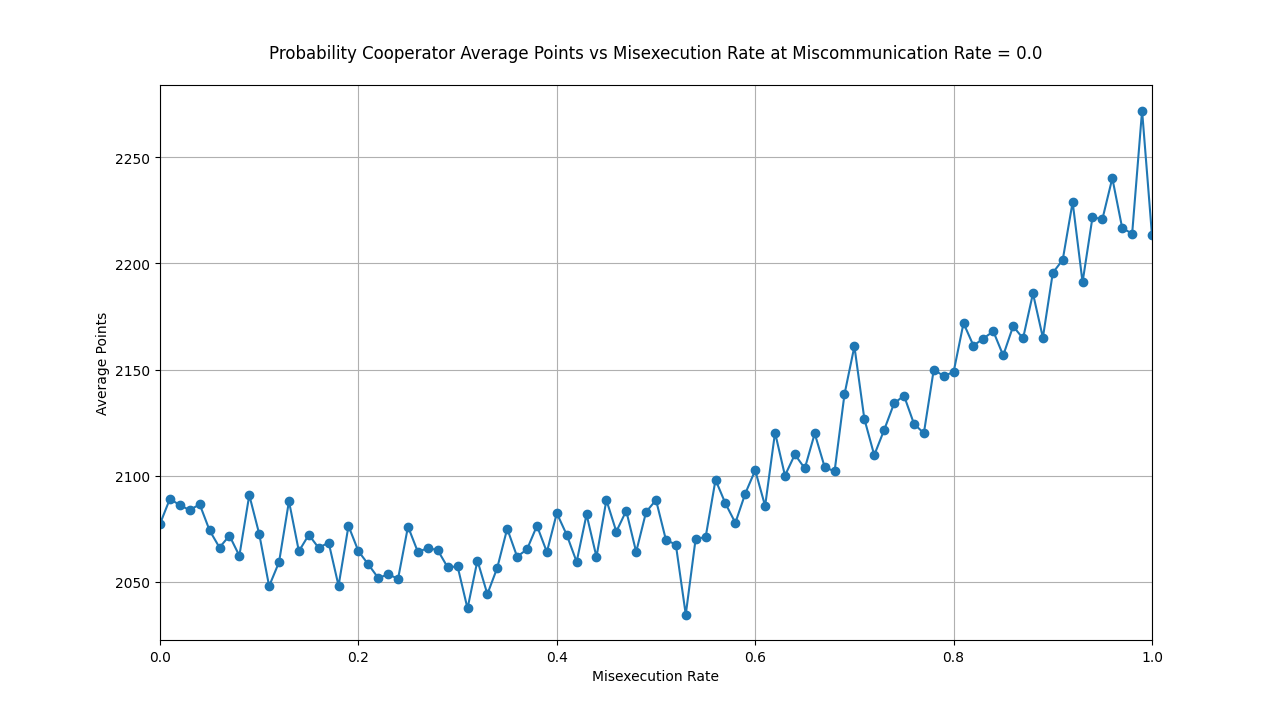 Probability Cooperator Average Points vs Misexecution Rate at Miscommunication Rate = 0.0
2250
2200
2150
2100
2050
Average Points
0.0 0.2 0.4 0.6 0.8 1.0
Misexecution Rate